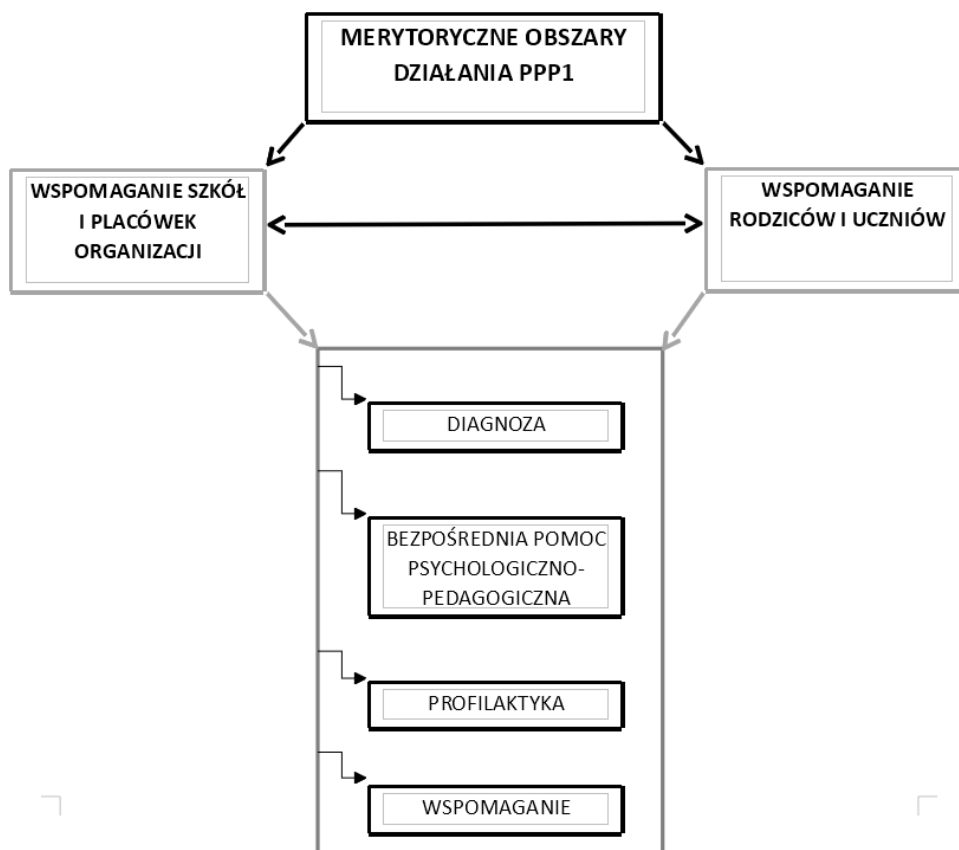 MERYTORYCZNE OBSZARY
DZIAŁANIA PPP1
WSPOMAGANIE SZKÓŁ
I PLACÓWEK
ORGANIZACJI
WSPOMAGANIE
RODZICÓW I UCZNIÓW
DIAGNOZA
BEZPOŚREDNIA POMOC
PSYCHOLOGICZNO-
PEDAGOGICZNA
PROFILAKTYKA
WSPOMAGANIE